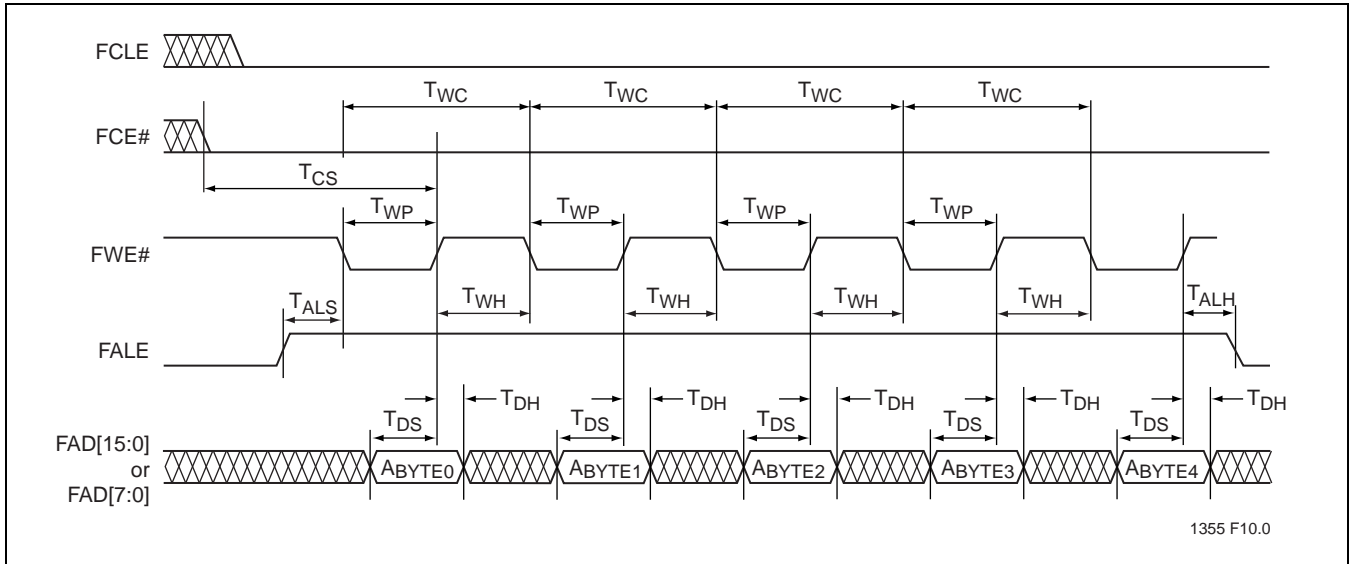 FCLE
TWC TWC TWC TWC
FCE#
TCS
TWP TWP TWP TWP
FWE#
TALS TWH TWH TWH TWH TALH
FALE
TDH TDH TDH TDH TDH
TDS TDS TDS TDS TDS
FAD[15:0]
or
FAD[7:0]
ABYTE0 ABYTE1 ABYTE2 ABYTE3 ABYTE4
1355 F10.0